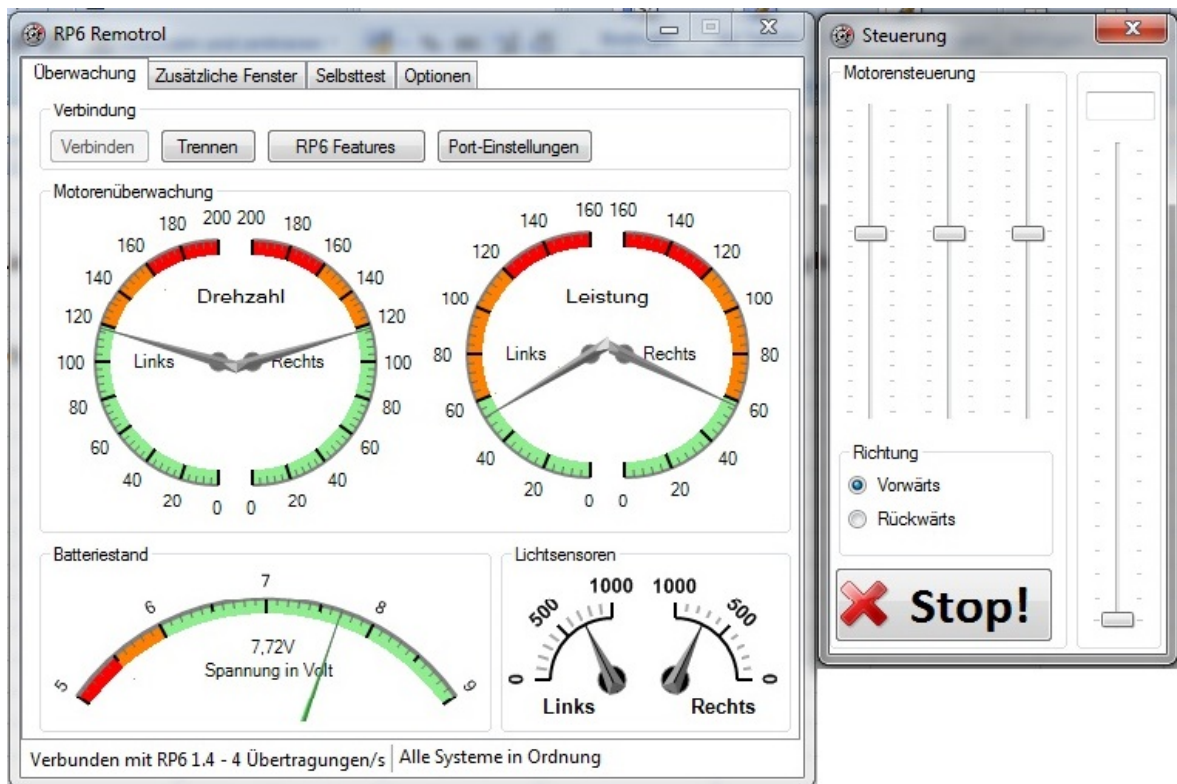 RP6 Remotrol
Überwachung
Zusätzliche Fenster
Selbsttest
Optionen
Verbindung
Verbinden
Trennen
RP6 Features
Port-Einstellungen
Motorenüberwachung
Drehzahl
200 200
180 180
160 160
140 140
120 120
100 Links Rechts 100
80 80
60 60
40 40
20 20
0 0
Leistung
160 160
140 140
120 120
100 100
80 Links Rechts 80
60 60
40 40
20 20
0 0
Batteriestand
5 6 7 8 9
7,72V
Spannung in Volt
Lichtsensoren
0 500 1000 1000 500 0
Links Rechts
Verbunden mit RP6 1.4 - 4 Übertragungen/s
Alle Systeme in Ordnung
Steuerung
Motorensteuerung
Richtung
Vorwärts
Rückwärts
Stop!